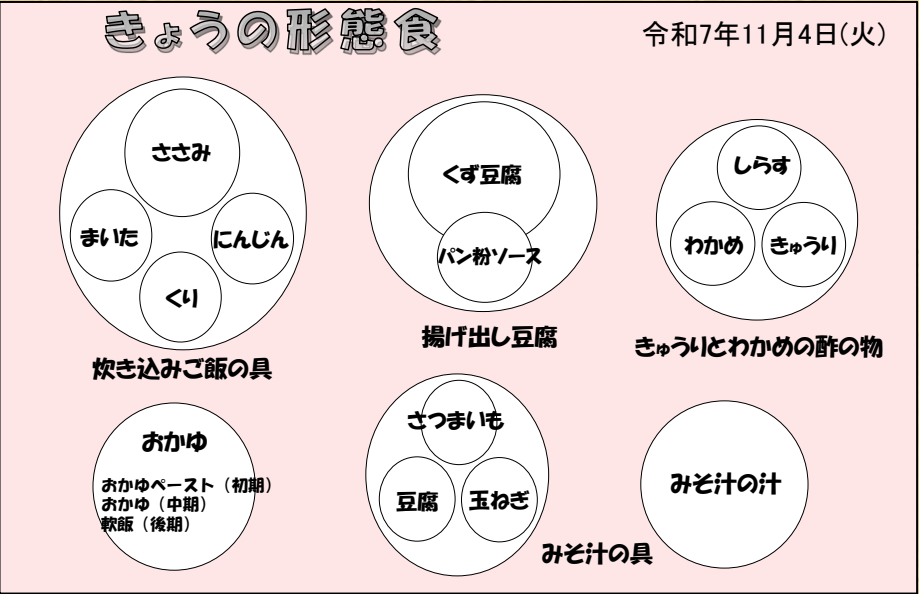 きょうの形態食
令和7年11月4日(火)
ささみ
まいた
にんじん
くり
炊き込みご飯の具
くず豆腐
パン粉ソース
揚げ出し豆腐
しらす
わかめ
きゅうり
きゅうりとわかめの酢の物
おかゆ
おかゆペースト（初期）
おかゆ（中期）
軟飯（後期）
さつまいも
豆腐
玉ねぎ
みそ汁の具
みそ汁の汁